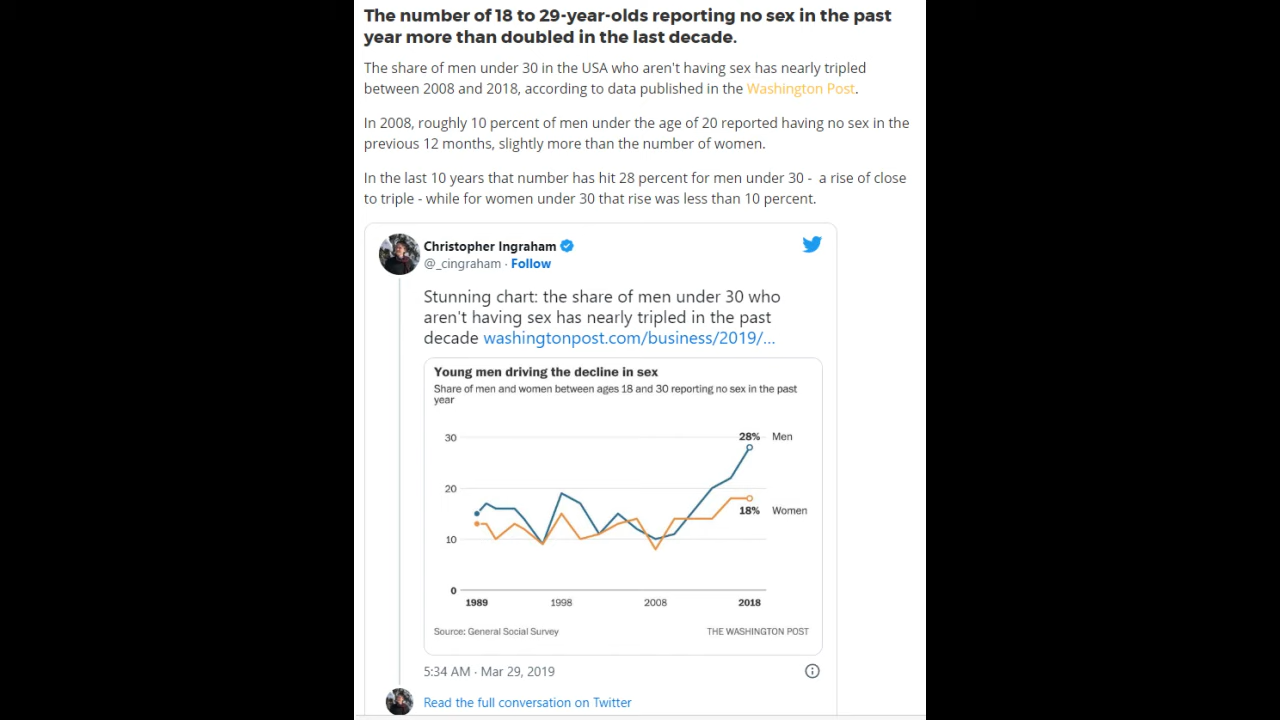 The number of 18 to 29-year-olds reporting no sex in the past
year more than doubled in the last decade.
The share of men under 30 in the USA who aren't having sex has nearly tripled
between 2008 and 2018, according to data published in the Washington Post.
In 2008, roughly 10 percent of men under the age of 20 reported having no sex in the
previous 12 months, slightly more than the number of women.
In the last 10 years that number has hit 28 percent for men under 30 - a rise of close
to triple - while for women under 30 that rise was less than 10 percent.
Christopher Ingraham
@_cingraham · Follow
Stunning chart: the share of men under 30 who
aren't having sex has nearly tripled in the past
decade washingtonpost.com/business/2019/...
Young men driving the decline in sex
Share of men and women between ages 18 and 30 reporting no sex in the past
year
30
28% Men
20
18% Women
10
0
1989 1998 2008 2018
Source: General Social Survey THE WASHINGTON POST
5:34 AM · Mar 29, 2019
Read the full conversation on Twitter